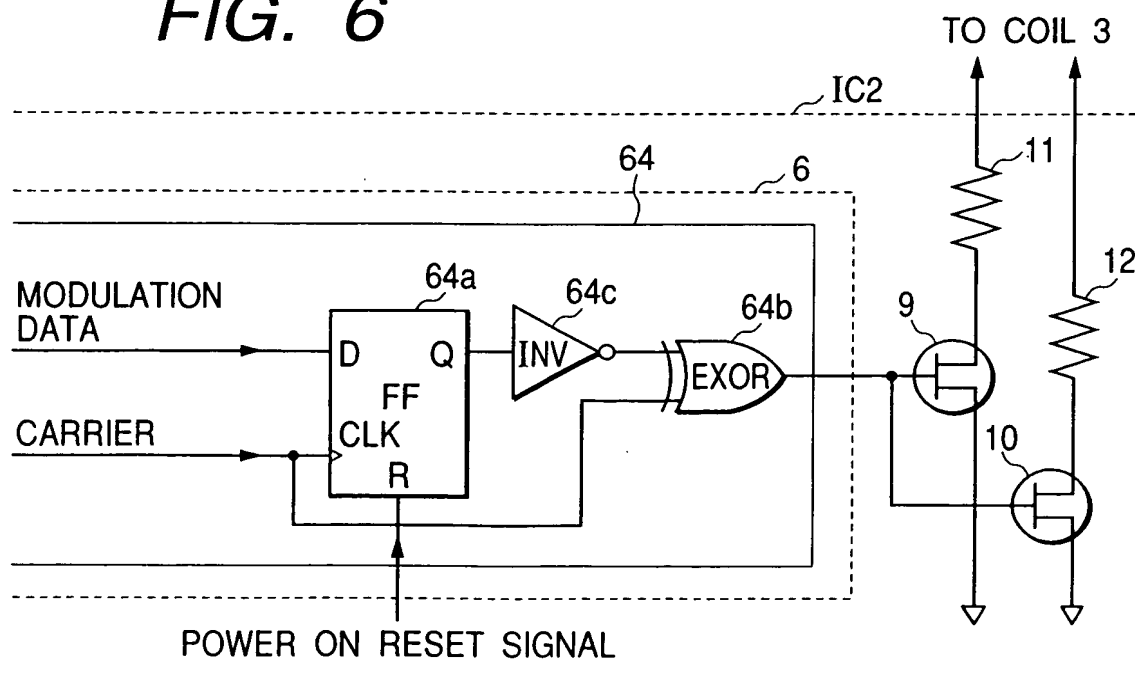 FIG. 6
TO COIL 3
IC2
11
64
6
12
MODULATION
DATA
64a
64c
64b
9
D
Q
INV
EXOR
FF
CARRIER
CLK
10
R
POWER ON RESET SIGNAL